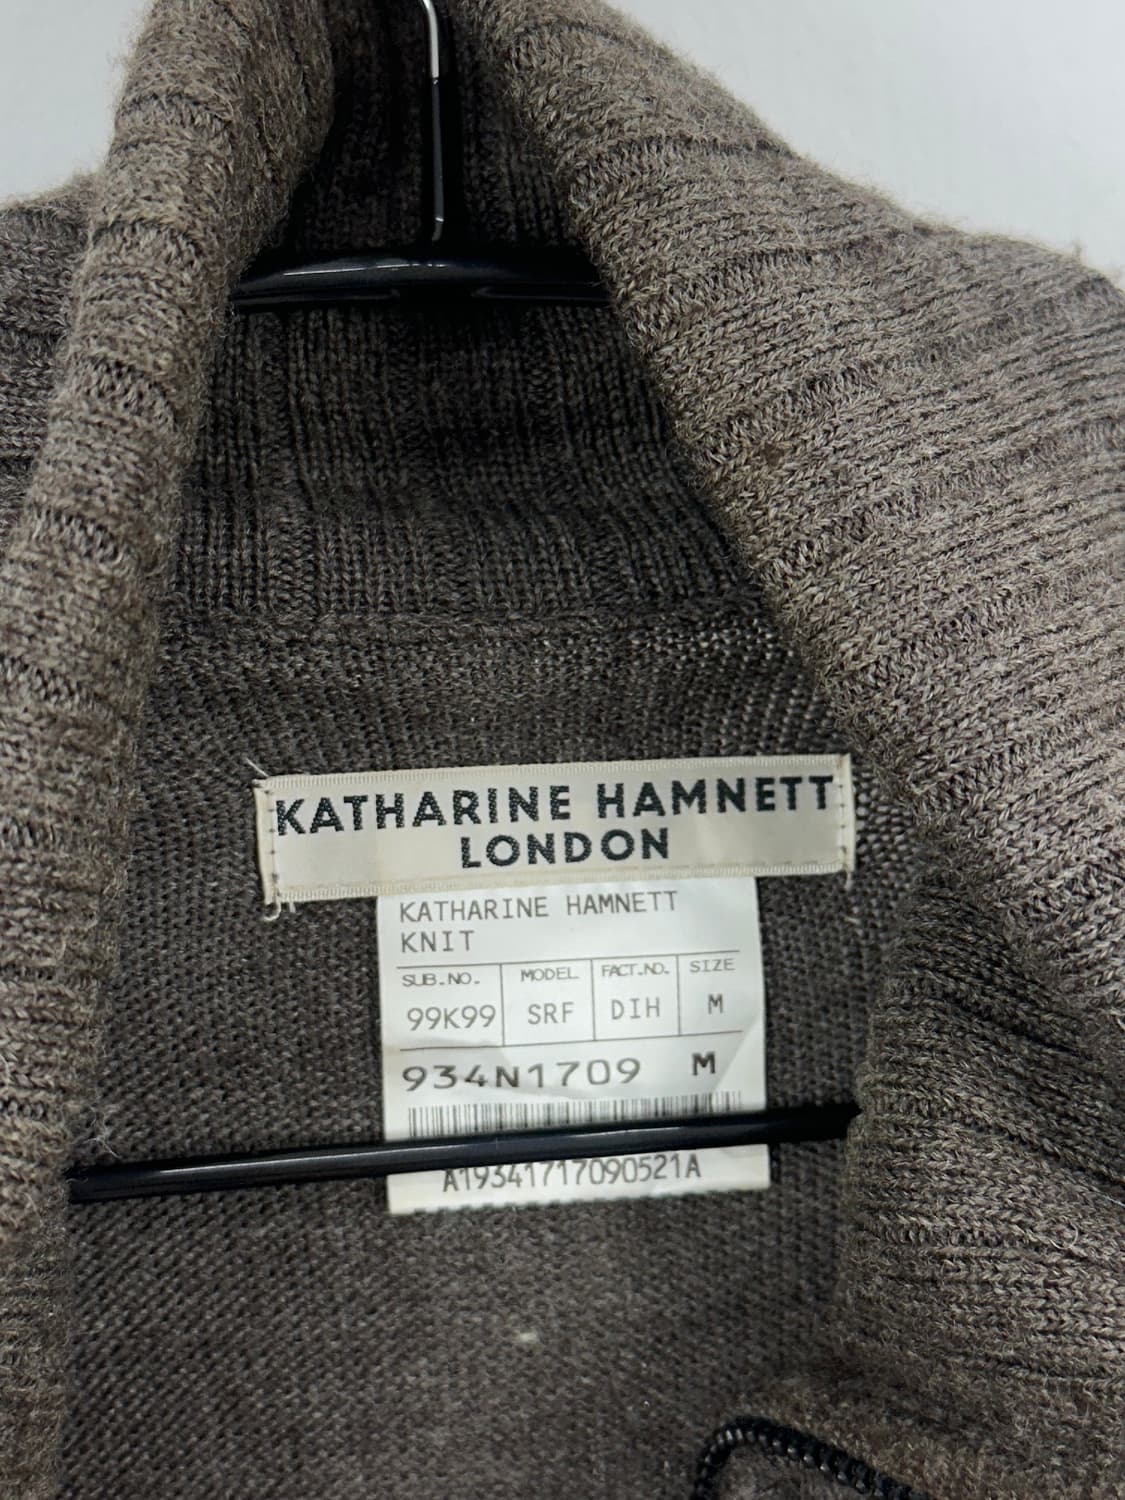 KATHARINE HAMNETT
LONDON
KATHARINE HAMNETT
KNIT
SUB.NO. MODEL FACT.NO. SIZE
99K99 SRF DIH M
934N1709 M
A19341717090521A